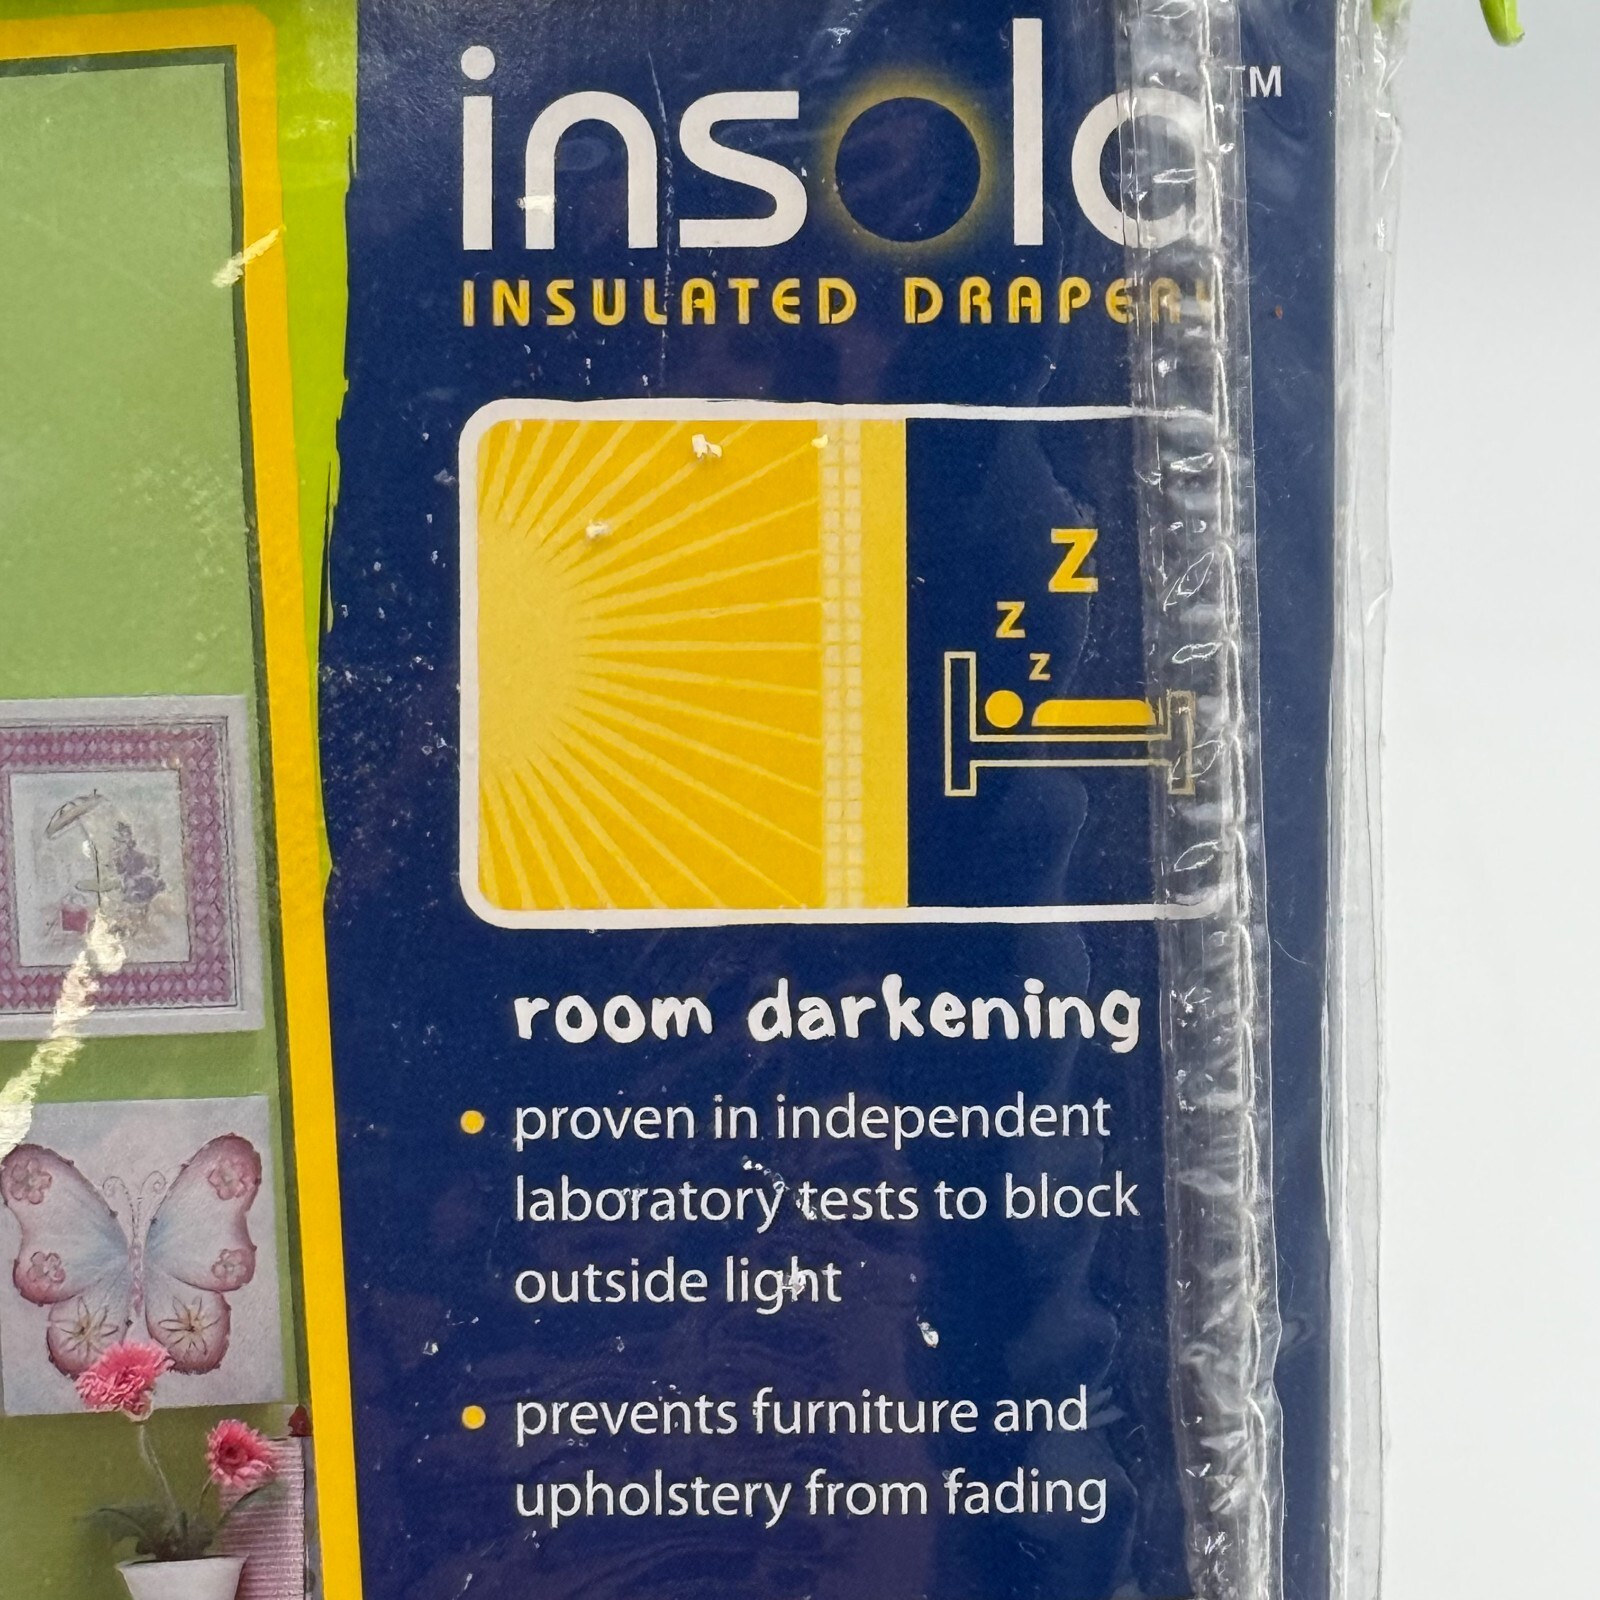 insola™
INSULATED DRAPERY
z
z
z
room darkening
• proven in independent
laboratory tests to block
outside light
• prevents furniture and
upholstery from fading